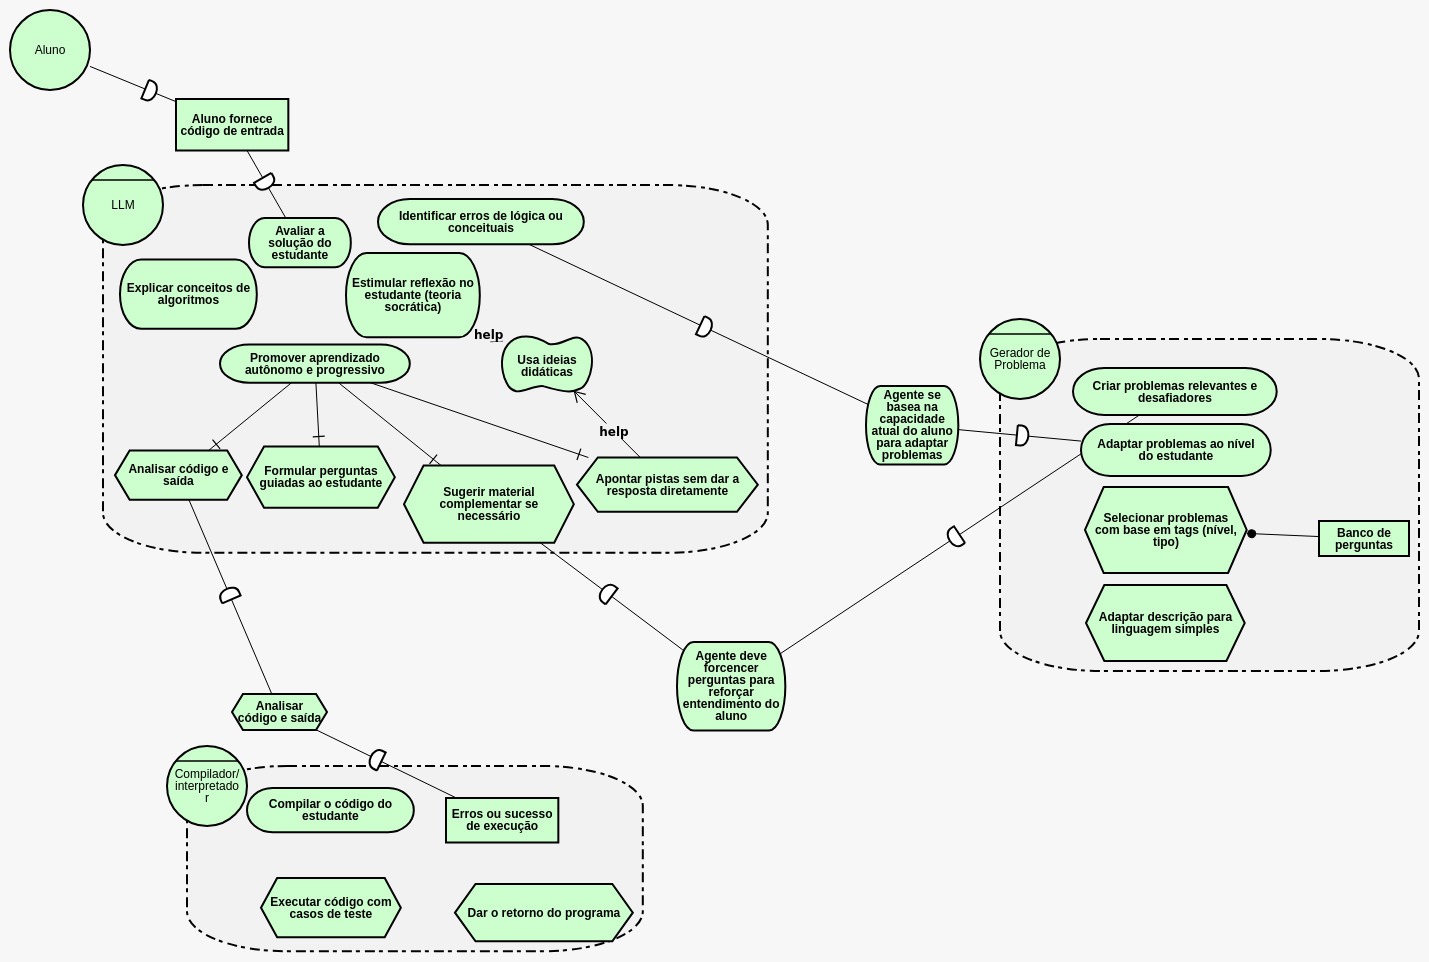 Aluno
Aluno fornece
código de entrada
LLM
Avaliar a
solução do
estudante
Identificar erros de lógica ou
conceituais
Explicar conceitos de
algoritmos
Estimular reflexão no
estudante (teoria
socrática)
help
Usa ideias
didáticas
Promover aprendizado
autônomo e progressivo
help
Analisar código e
saída
Formular perguntas
guiadas ao estudante
Sugerir material
complementar se
necessário
Apontar pistas sem dar a
resposta diretamente
Agente se
basea na
capacidade
atual do aluno
para adaptar
problemas
Gerador de
Problema
Criar problemas relevantes e
desafiadores
Adaptar problemas ao nível
do estudante
Selecionar problemas
com base em tags (nível,
tipo)
Banco de
perguntas
Adaptar descrição para
linguagem simples
Agente deve
forcencer
perguntas para
reforçar
entendimento do
aluno
Analisar
código e saída
Compilador/
interpretado
r
Compilar o código do
estudante
Erros ou sucesso
de execução
Executar código com
casos de teste
Dar o retorno do programa